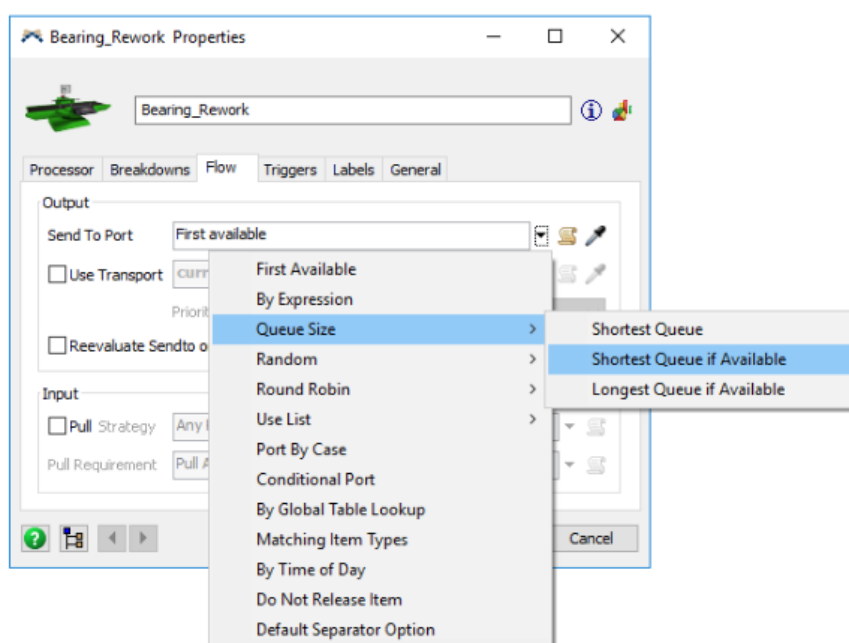 Bearing_Rework Properties
Bearing_Rework
Processor Breakdowns Flow Triggers Labels General
Output
Send To Port First available
Use Transport curr
Priorit
Reevaluate Sendto o
Input
Pull Strategy Any
Pull Requirement Pull A
Cancel
First Available
By Expression
Queue Size
Random
Round Robin
Use List
Port By Case
Conditional Port
By Global Table Lookup
Matching Item Types
By Time of Day
Do Not Release Item
Default Separator Option
Shortest Queue
Shortest Queue if Available
Longest Queue if Available